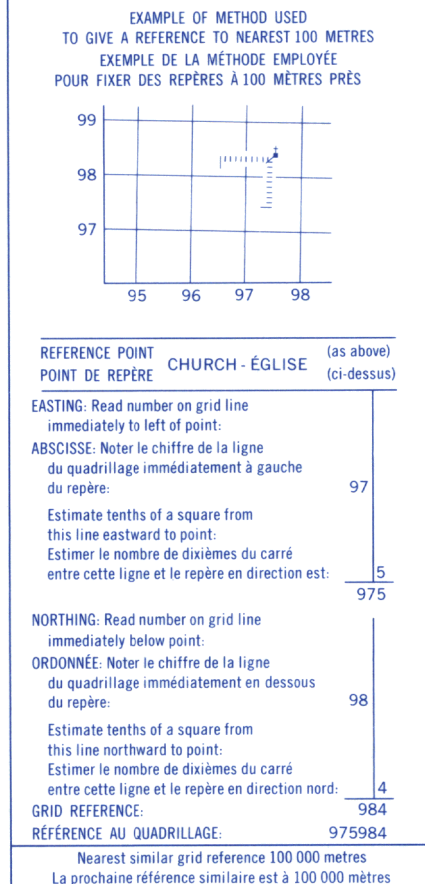 EXAMPLE OF METHOD USED
TO GIVE A REFERENCE TO NEAREST 100 METRES
EXEMPLE DE LA MÉTHODE EMPLOYÉE
POUR FIXER DES REPÈRES À 100 MÈTRES PRÈS
99
98
97
95 96 97 98
REFERENCE POINT
POINT DE REPÈRE
CHURCH - ÉGLISE
(as above)
(ci-dessus)
EASTING: Read number on grid line
immediately to left of point:
ABSCISSE: Noter le chiffre de la ligne
du quadrillage immédiatement à gauche
du repère: 97
Estimate tenths of a square from
this line eastward to point:
Estimer le nombre de dixièmes du carré
entre cette ligne et le repère en direction est: 5
975
NORTHING: Read number on grid line
immediately below point:
ORDONNÉE: Noter le chiffre de la ligne
du quadrillage immédiatement en dessous
du repère: 98
Estimate tenths of a square from
this line northward to point:
Estimer le nombre de dixièmes du carré
entre cette ligne et le repère en direction nord: 4
GRID REFERENCE: 984
RÉFÉRENCE AU QUADRILLAGE: 975984
Nearest similar grid reference 100 000 metres
La prochaine référence similaire est à 100 000 mètres